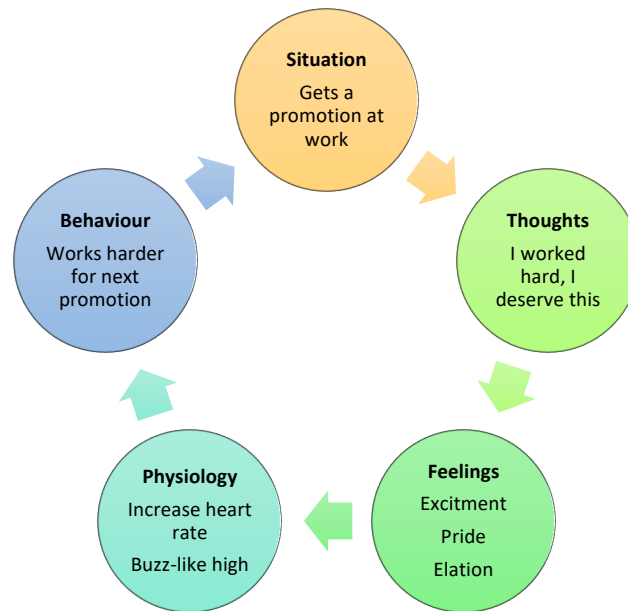 Situation
Gets a
promotion at
work
Thoughts
I worked
hard, I
deserve this
Feelings
Excitment
Pride
Elation
Physiology
Increase heart
rate
Buzz-like high
Behaviour
Works harder
for next
promotion